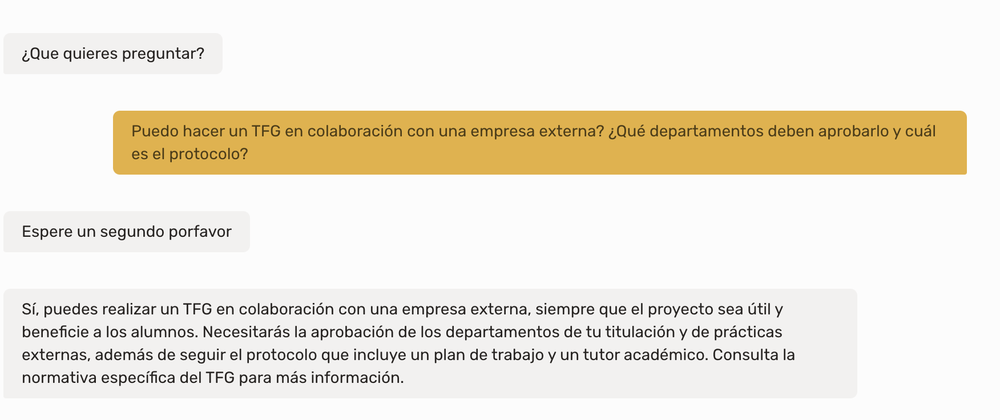 ¿Que quieres preguntar?
Puedo hacer un TFG en colaboración con una empresa externa? ¿Qué departamentos deben aprobarlo y cuál
es el protocolo?
Espere un segundo porfavor
Sí, puedes realizar un TFG en colaboración con una empresa externa, siempre que el proyecto sea útil y
beneficie a los alumnos. Necesitarás la aprobación de los departamentos de tu titulación y de prácticas
externas, además de seguir el protocolo que incluye un plan de trabajo y un tutor académico. Consulta la
normativa específica del TFG para más información.